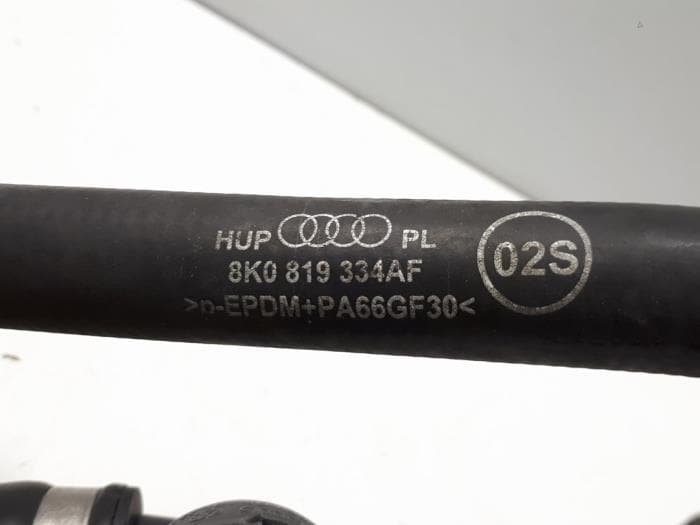 HUP PL
8K0 819 334AF
>p-EPDM+PA66GF30<
02S